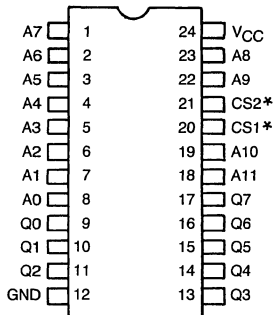 A7 1 24 VCC
A6 2 23 A8
A5 3 22 A9
A4 4 21 CS2*
A3 5 20 CS1*
A2 6 19 A10
A1 7 18 A11
A0 8 17 Q7
Q0 9 16 Q6
Q1 10 15 Q5
Q2 11 14 Q4
GND 12 13 Q3